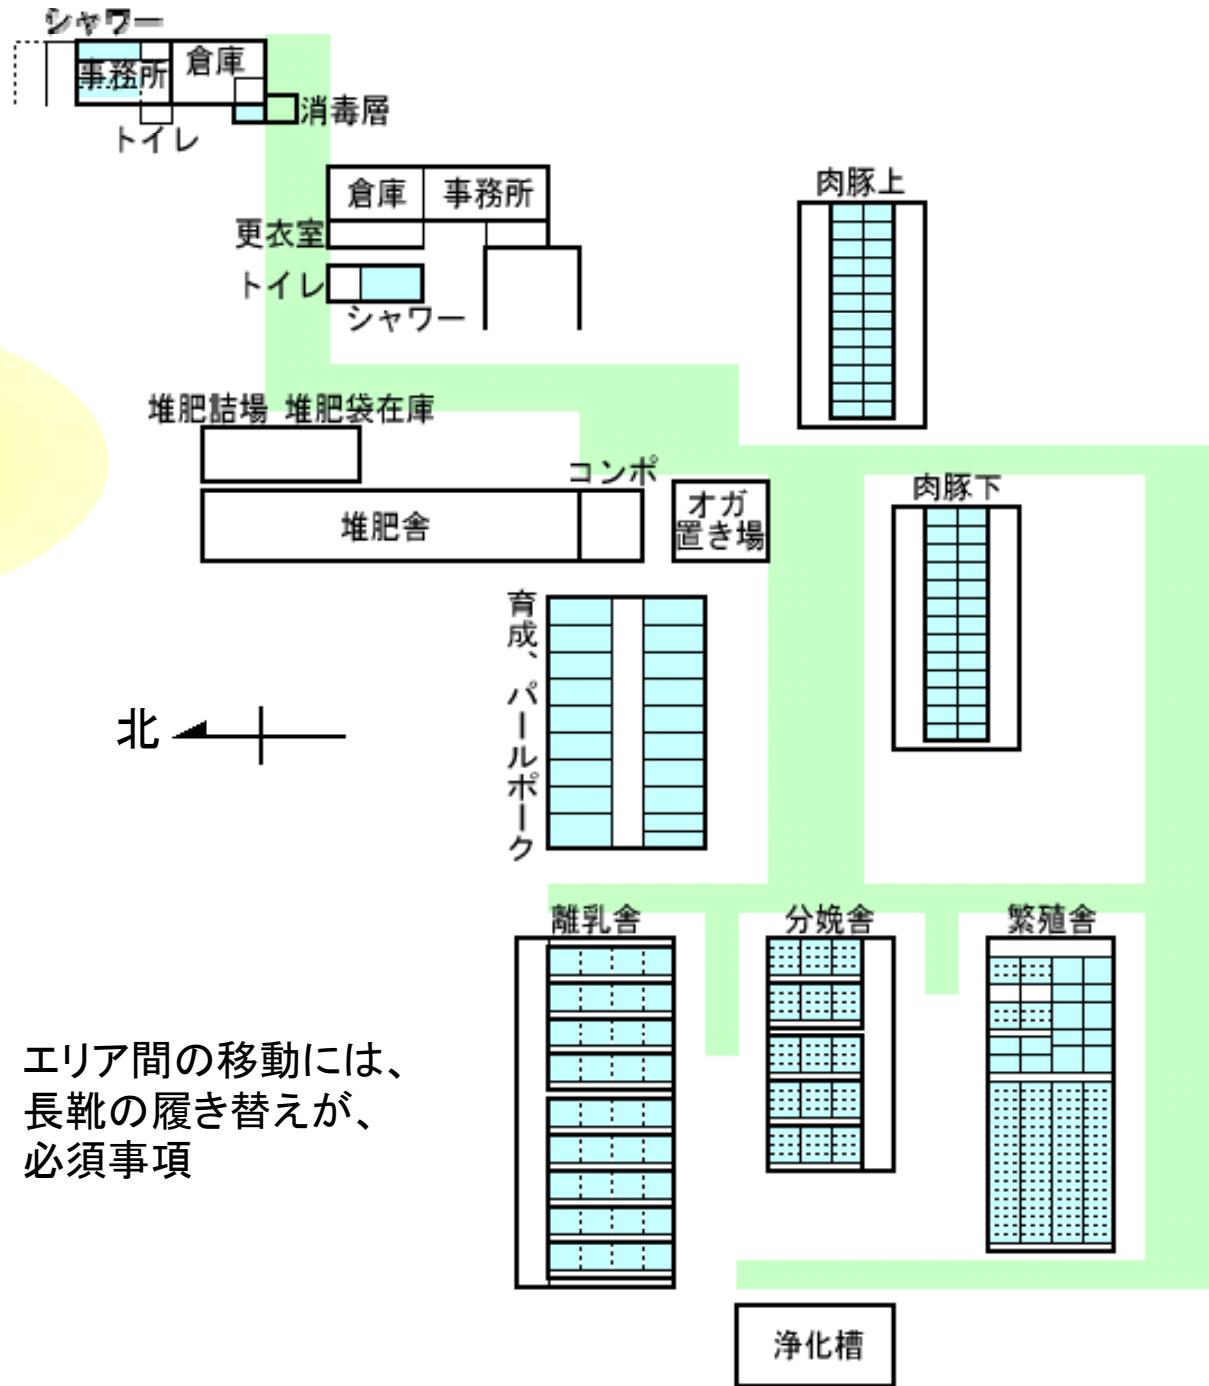 シャワー
事務所
倉庫
消毒層
トイレ
倉庫
事務所
更衣室
トイレ
シャワー
肉豚上
堆肥詰場 堆肥袋在庫
コンポ
堆肥舎
オガ
置き場
肉豚下
育成、パールポーク
北
離乳舎
分娩舎
繁殖舎
エリア間の移動には、
長靴の履き替えが、
必須事項
浄化槽